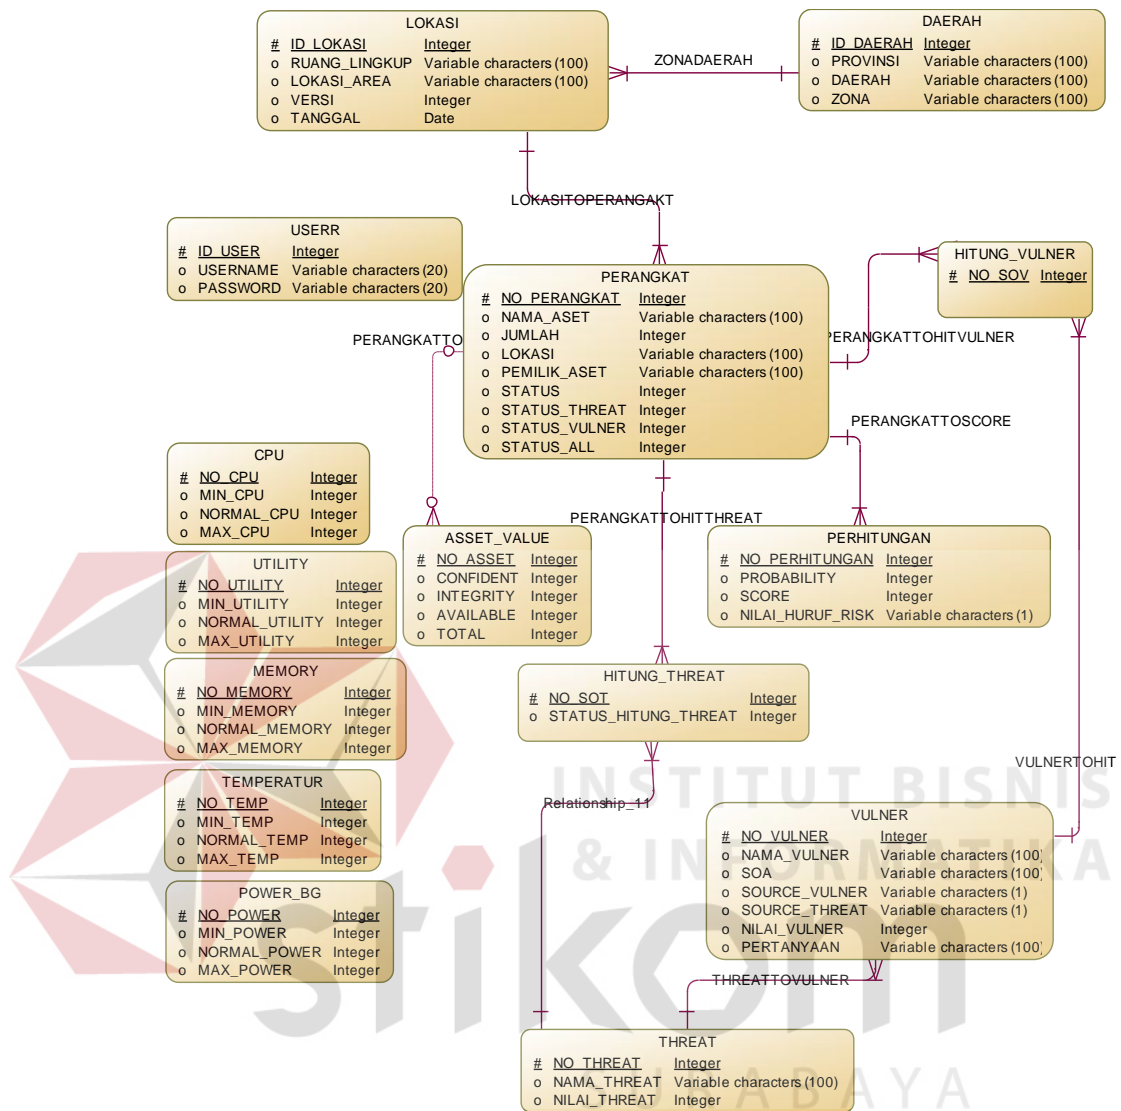 LOKASI
# ID_LOKASI Integer
o RUANG_LINGKUP Variable characters (100)
o LOKASI_AREA Variable characters (100)
o VERSI Integer
o TANGGAL Date
ZONADAERAH
DAERAH
# ID_DAERAH Integer
o PROVINSI Variable characters (100)
o DAERAH Variable characters (100)
o ZONA Variable characters (100)
LOKASITOPERANGAKT
USERR
# ID_USER Integer
o USERNAME Variable characters (20)
o PASSWORD Variable characters (20)
PERANGKAT
# NO_PERANGKAT Integer
o NAMA_ASET Variable characters (100)
o JUMLAH Integer
o LOKASI Variable characters (100)
o PEMILIK_ASET Variable characters (100)
o STATUS Integer
o STATUS_THREAT Integer
o STATUS_VULNER Integer
o STATUS_ALL Integer
HITUNG_VULNER
# NO_SOV Integer
PERANGKATTO
PERANGKATTOHITVULNER
PERANGKATTOSCORE
CPU
# NO_CPU Integer
o MIN_CPU Integer
o NORMAL_CPU Integer
o MAX_CPU Integer
PERANGKATTOHITTHREAT
ASSET_VALUE
# NO_ASSET Integer
o CONFIDENT Integer
o INTEGRITY Integer
o AVAILABLE Integer
o TOTAL Integer
PERHITUNGAN
# NO_PERHITUNGAN Integer
o PROBABILITY Integer
o SCORE Integer
o NILAI_HURUF_RISK Variable characters (1)
UTILITY
# NO_UTILITY Integer
o MIN_UTILITY Integer
o NORMAL_UTILITY Integer
o MAX_UTILITY Integer
MEMORY
# NO_MEMORY Integer
o MIN_MEMORY Integer
o NORMAL_MEMORY Integer
o MAX_MEMORY Integer
HITUNG_THREAT
# NO_SOT Integer
o STATUS_HITUNG_THREAT Integer
TEMPERATUR
# NO_TEMP Integer
o MIN_TEMP Integer
o NORMAL_TEMP Integer
o MAX_TEMP Integer
VULNERTOHIT
Relationship_11
INSTITUT BISNIS
& INFORMATIKA
stikom
SURABAYA
VULNER
# NO_VULNER Integer
o NAMA_VULNER Variable characters (100)
o SOA Variable characters (100)
o SOURCE_VULNER Variable characters (1)
o SOURCE_THREAT Variable characters (1)
o NILAI_VULNER Integer
o PERTANYAAN Variable characters (100)
POWER_BG
# NO_POWER Integer
o MIN_POWER Integer
o NORMAL_POWER Integer
o MAX_POWER Integer
THREATTOVULNER
THREAT
# NO_THREAT Integer
o NAMA_THREAT Variable characters (100)
o NILAI_THREAT Integer